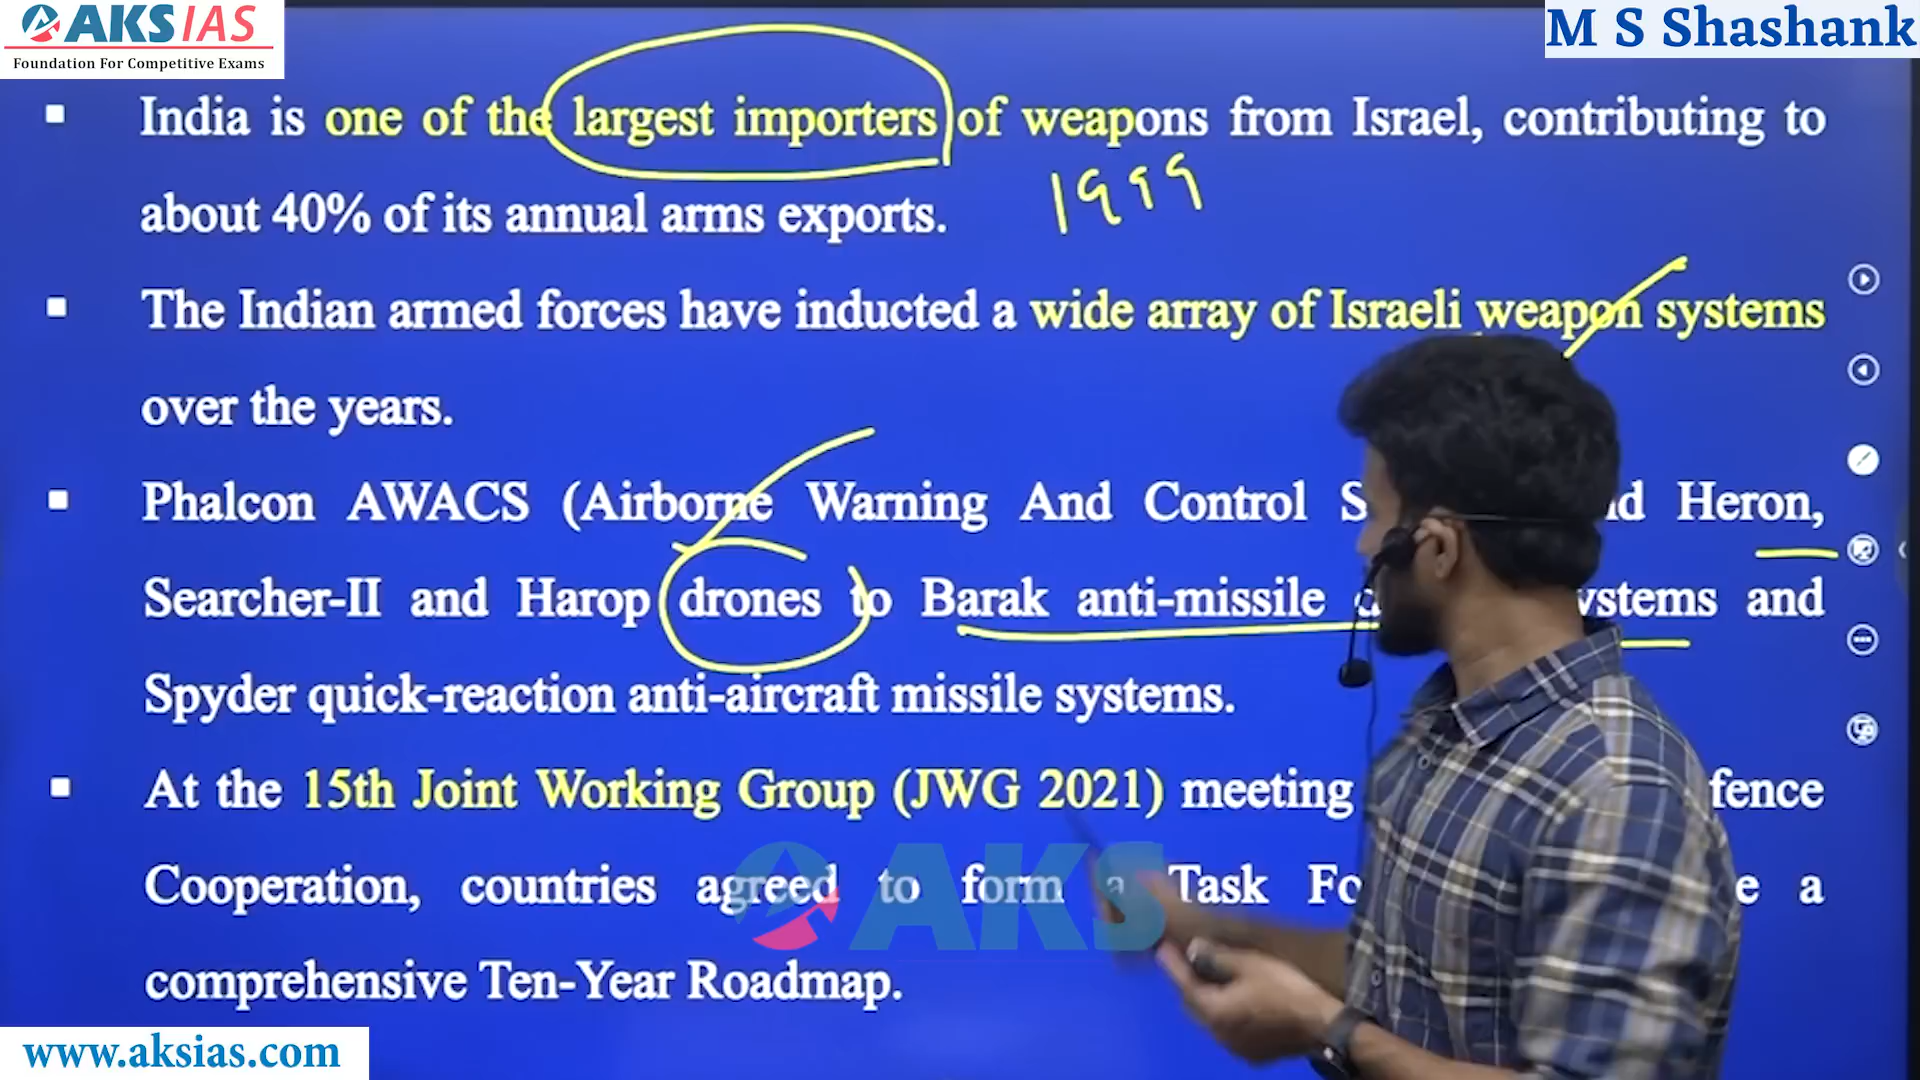 AKS IAS
Foundation For Competitive Exams
M S Shashank
India is one of the largest importers of weapons from Israel, contributing to
about 40% of its annual arms exports.
1999
The Indian armed forces have inducted a wide array of Israeli weapon systems
over the years.
Phalcon AWACS (Airborne Warning And Control Heron,
Searcher-II and Harop drones to Barak anti-missile and
Spyder quick-reaction anti-aircraft missile systems.
At the 15th Joint Working Group (JWG 2021) meeting
Cooperation, countries agreed to form a Task a
comprehensive Ten-Year Roadmap.
AKS
www.aksias.com